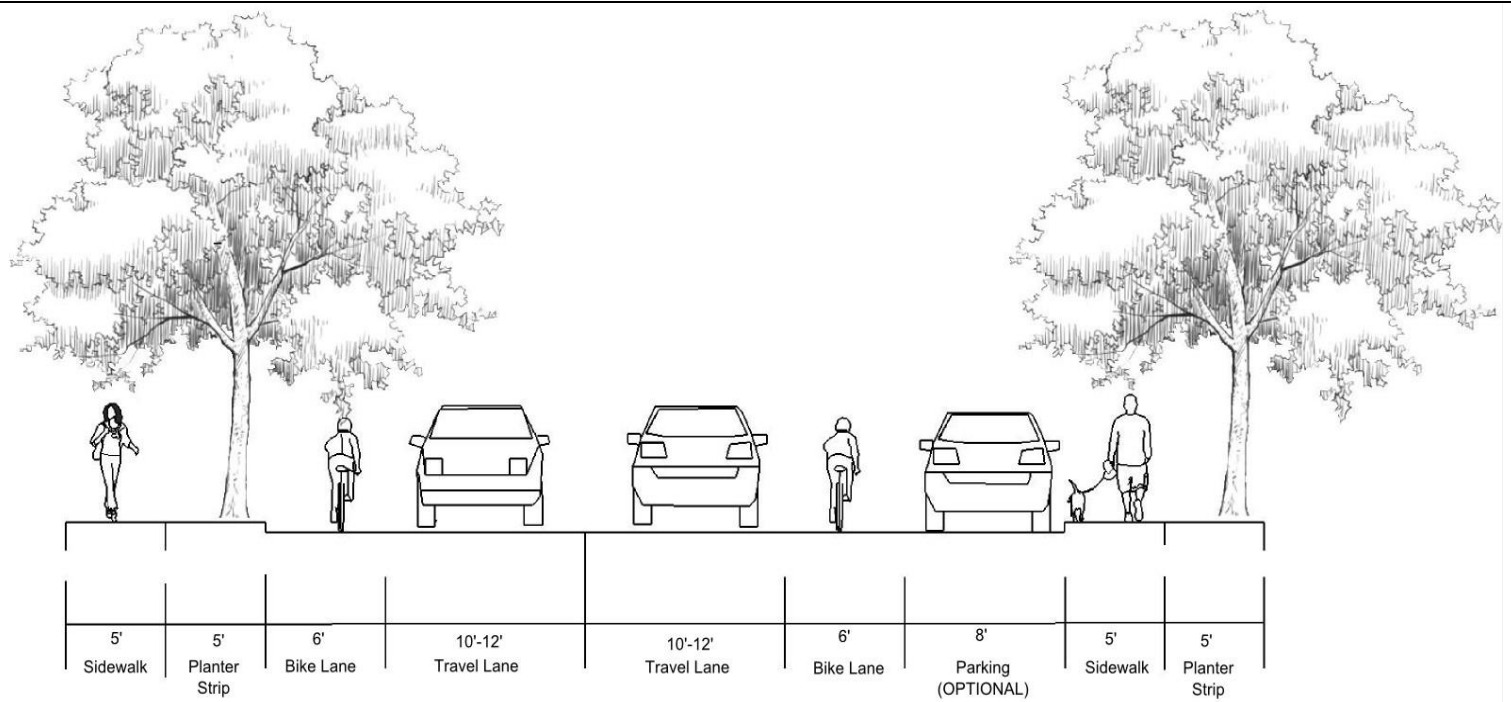 5' 5' 6' 10'-12' 10'-12' 6' 8' 5' 5'
Sidewalk Planter Bike Lane Travel Lane Travel Lane Bike Lane Parking Sidewalk Planter
Strip (OPTIONAL) Strip